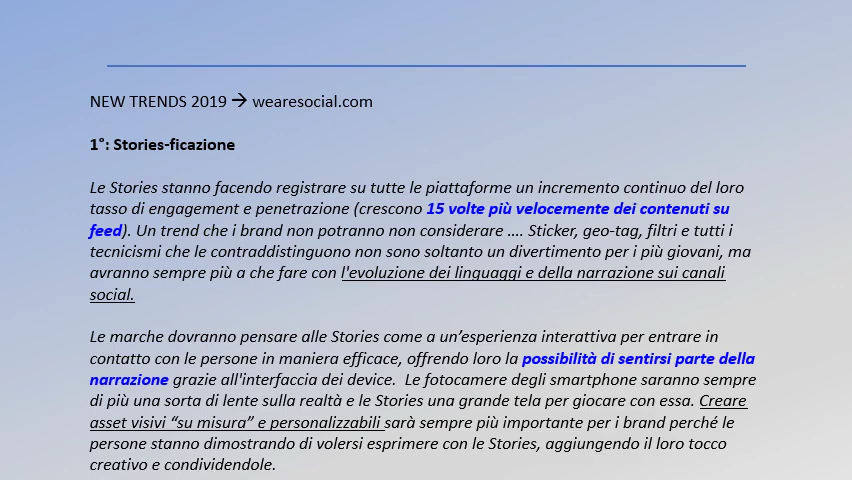 NEW TRENDS 2019 → wearesocial.com
1°: Stories-ficazione
Le Stories stanno facendo registrare su tutte le piattaforme un incremento continuo del loro
tasso di engagement e penetrazione (crescono 15 volte più velocemente dei contenuti su
feed). Un trend che i brand non potranno non considerare .... Sticker, geo-tag, filtri e tutti i
tecnicismi che le contraddistinguono non sono soltanto un divertimento per i più giovani, ma
avranno sempre più a che fare con l'evoluzione dei linguaggi e della narrazione sui canali
social.
Le marche dovranno pensare alle Stories come a un’esperienza interattiva per entrare in
contatto con le persone in maniera efficace, offrendo loro la possibilità di sentirsi parte della
narrazione grazie all'interfaccia dei device.  Le fotocamere degli smartphone saranno sempre
di più una sorta di lente sulla realtà e le Stories una grande tela per giocare con essa. Creare
asset visivi “su misura” e personalizzabili sarà sempre più importante per i brand perché le
persone stanno dimostrando di volersi esprimere con le Stories, aggiungendo il loro tocco
creativo e condividendole.